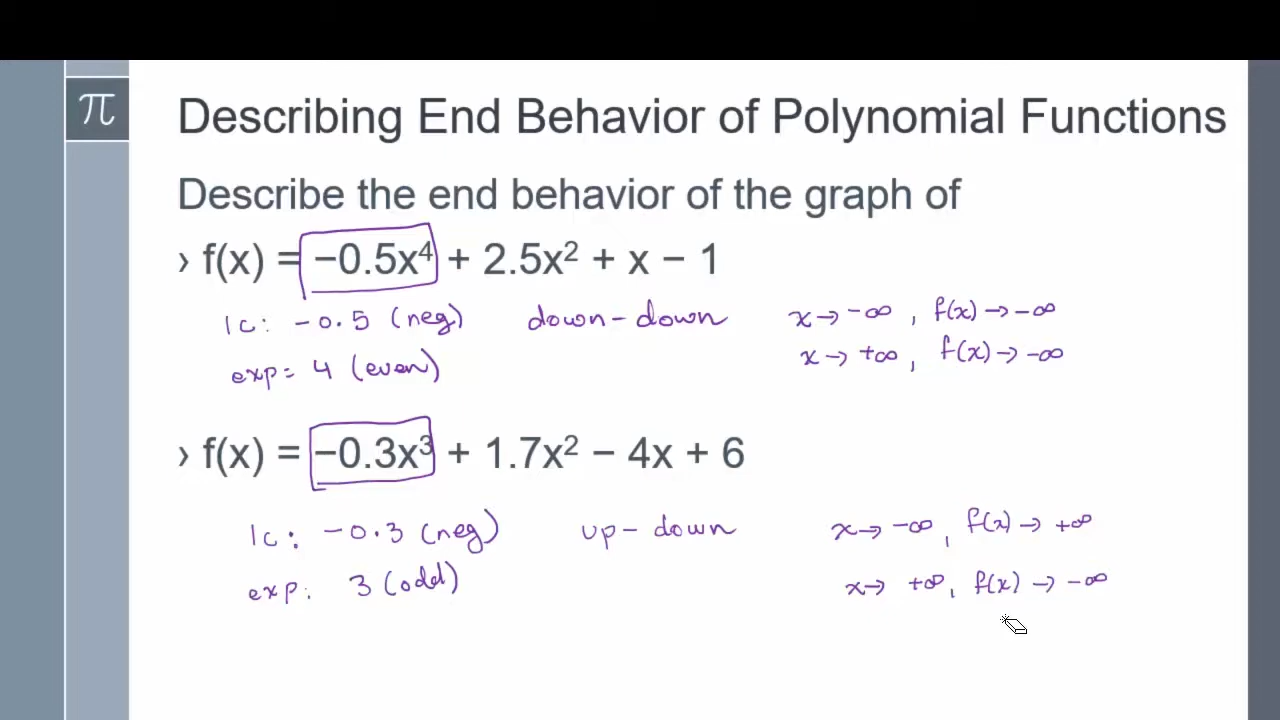 π
Describing End Behavior of Polynomial Functions
Describe the end behavior of the graph of
› f(x) = −0.5x⁴ + 2.5x² + x − 1
lc: -0.5 (neg) down-down x→ -∞, f(x)→ -∞
exp= 4 (even) x→ +∞, f(x)→ -∞
› f(x) = −0.3x³ + 1.7x² − 4x + 6
lc: -0.3 (neg) up-down x→ -∞, f(x)→ +∞
exp: 3 (odd) x→ +∞, f(x)→ -∞